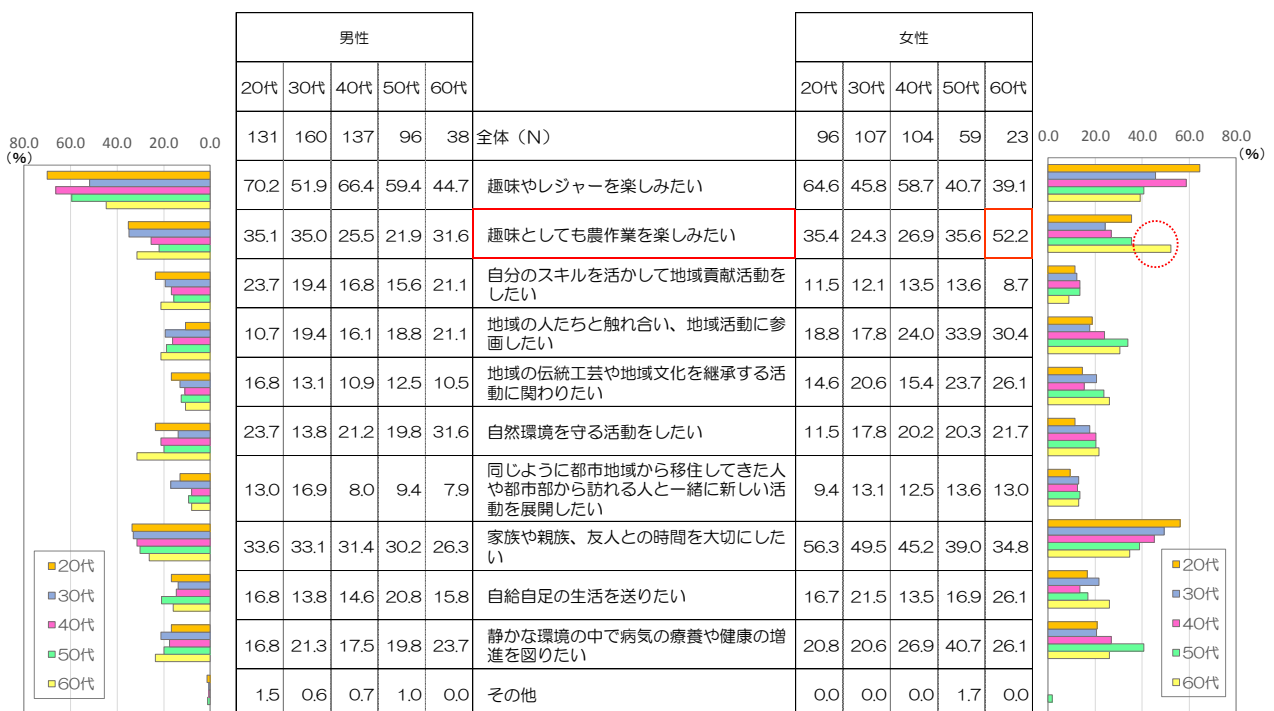 男性
女性
20代 30代 40代 50代 60代
20代 30代 40代 50代 60代
131 160 137 96 38 全体（N） 96 107 104 59 23
80.0 60.0 40.0 20.0 0.0
(%)
0.0 20.0 40.0 60.0 80.0
(%)
70.2 51.9 66.4 59.4 44.7 趣味やレジャーを楽しみたい 64.6 45.8 58.7 40.7 39.1
35.1 35.0 25.5 21.9 31.6 趣味としても農作業を楽しみたい 35.4 24.3 26.9 35.6 52.2
23.7 19.4 16.8 15.6 21.1 自分のスキルを活かして地域貢献活動を
したい 11.5 12.1 13.5 13.6 8.7
10.7 19.4 16.1 18.8 21.1 地域の人たちと触れ合い、地域活動に参
画したい 18.8 17.8 24.0 33.9 30.4
16.8 13.1 10.9 12.5 10.5 地域の伝統工芸や地域文化を継承する活
動に関わりたい 14.6 20.6 15.4 23.7 26.1
23.7 13.8 21.2 19.8 31.6 自然環境を守る活動をしたい 11.5 17.8 20.2 20.3 21.7
13.0 16.9 8.0 9.4 7.9 同じように都市地域から移住してきた人
や都市部から訪れる人と一緒に新しい活
動を展開したい 9.4 13.1 12.5 13.6 13.0
33.6 33.1 31.4 30.2 26.3 家族や親族、友人との時間を大切にした
い 56.3 49.5 45.2 39.0 34.8
16.8 13.8 14.6 20.8 15.8 自給自足の生活を送りたい 16.7 21.5 13.5 16.9 26.1
16.8 21.3 17.5 19.8 23.7 静かな環境の中で病気の療養や健康の増
進を図りたい 20.8 20.6 26.9 40.7 26.1
1.5 0.6 0.7 1.0 0.0 その他 0.0 0.0 0.0 1.7 0.0
20代
30代
40代
50代
60代
20代
30代
40代
50代
60代